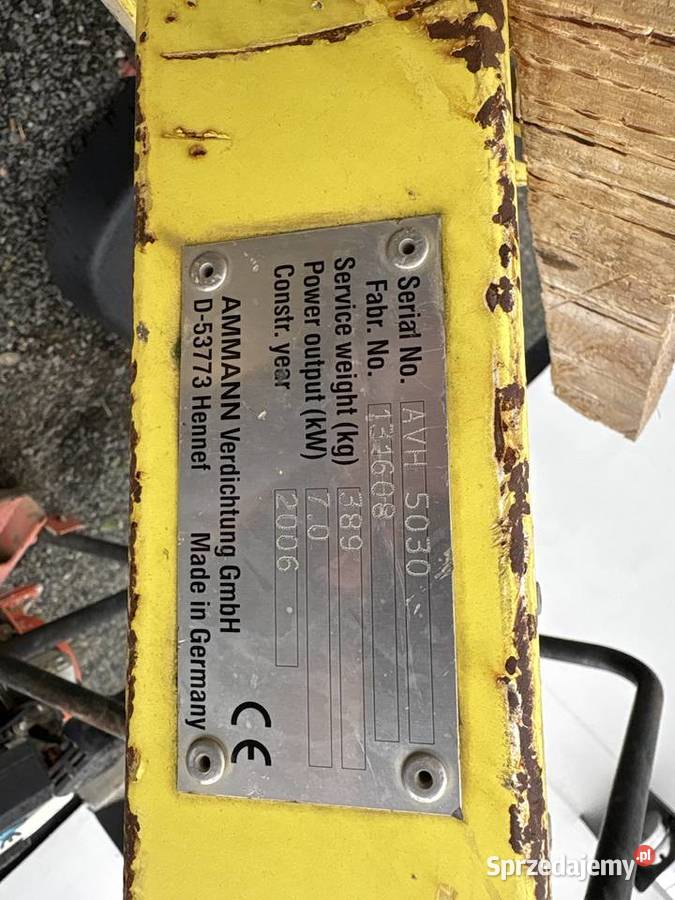 Serial No. AVH 5030
Fabr. No. 131608
Service weight (kg) 389
Power output (kW) 7.0
Constr. year 2006
CE
AMMANN Verdichtung GmbH
D-53773 Hennef Made in Germany
Sprzedajemy.pl